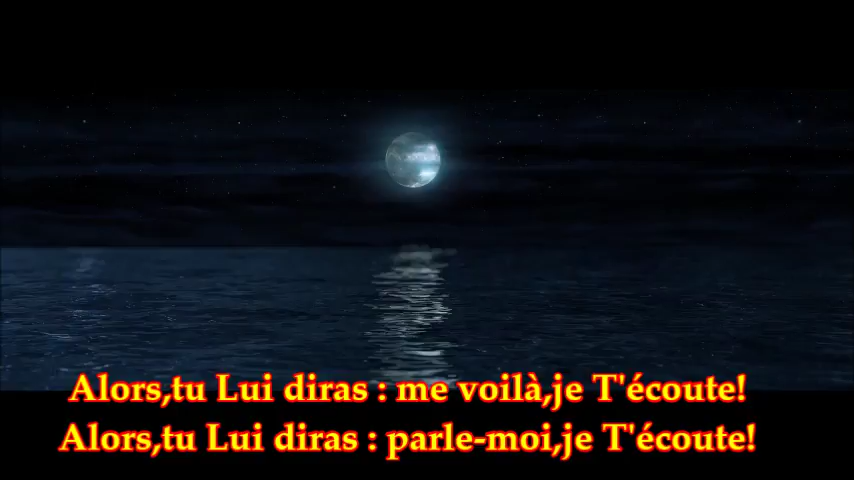 Alors,tu Lui diras : me voilà,je T'écoute!
Alors,tu Lui diras : parle-moi,je T'écoute!